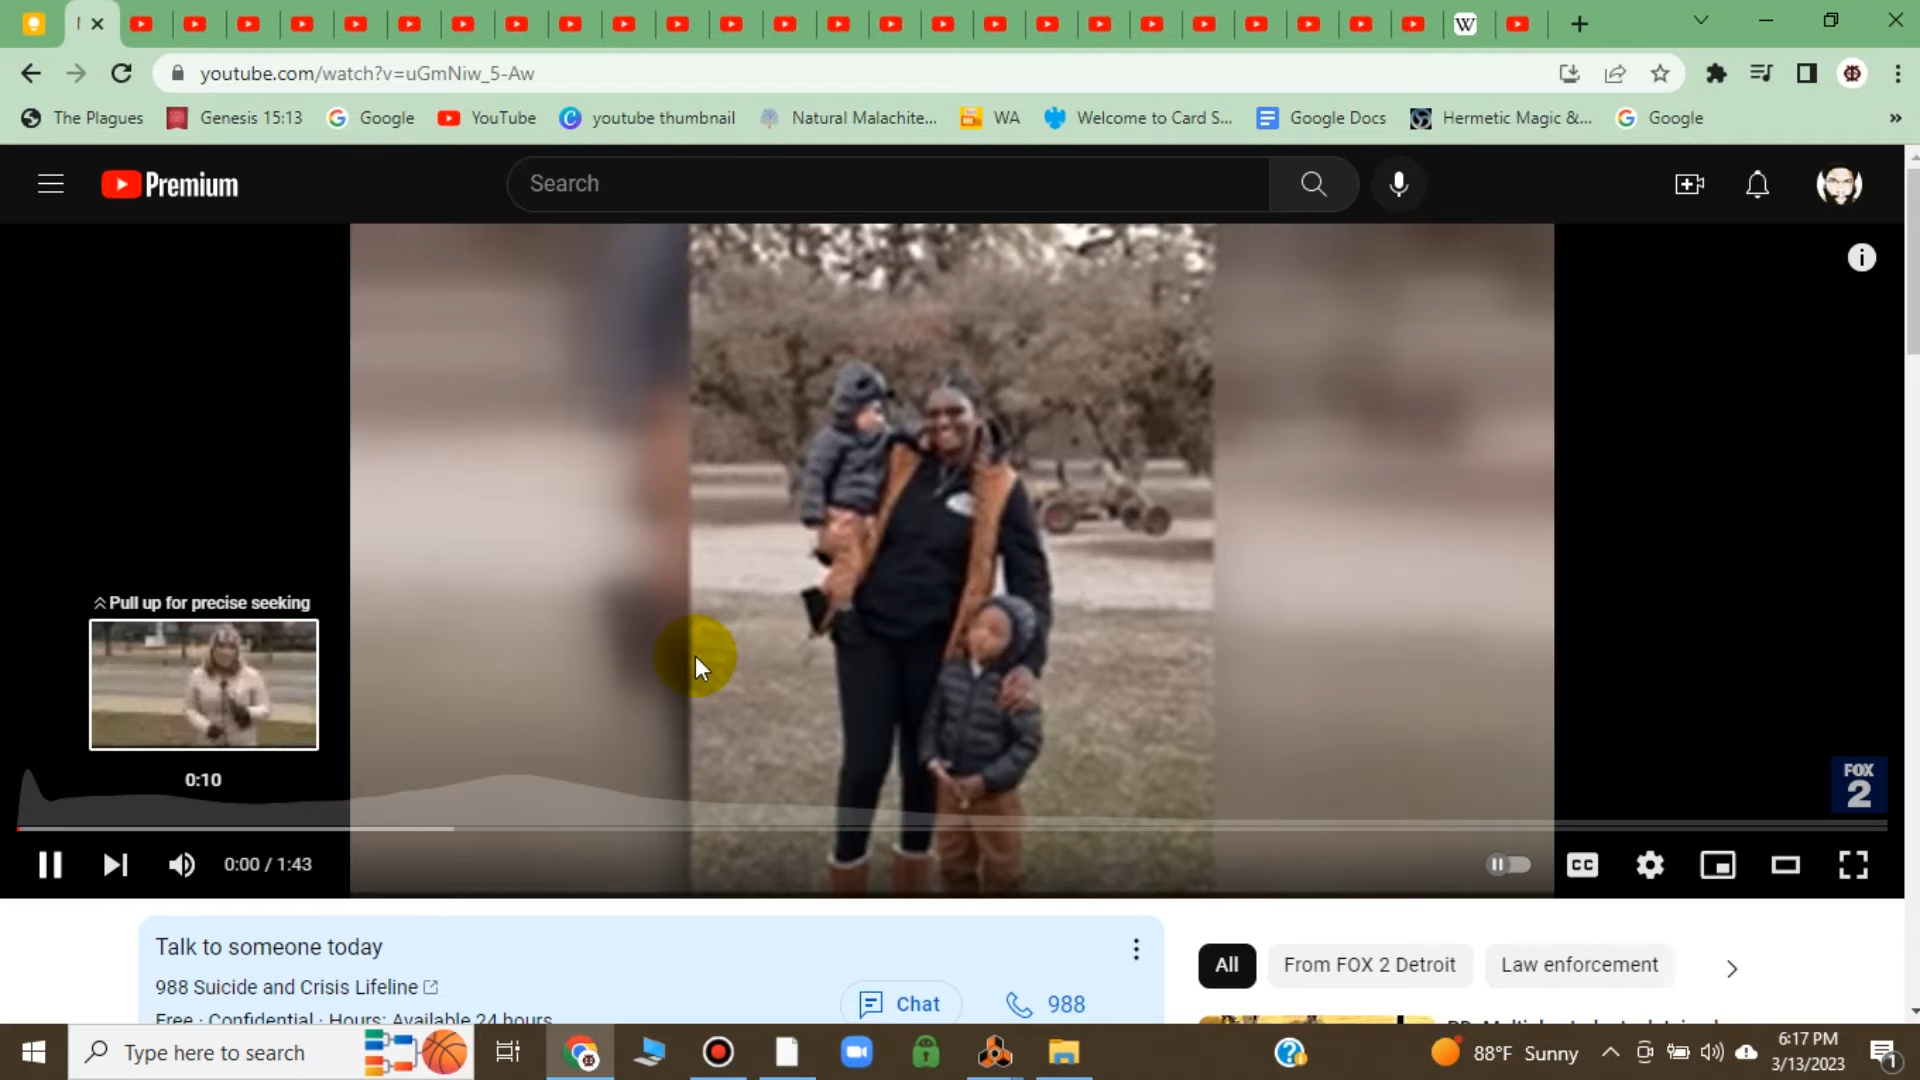 youtube.com/watch?v=uGmNiw_5-Aw
The Plagues Genesis 15:13 Google YouTube youtube thumbnail Natural Malachite... WA Welcome to Card S... Google Docs Hermetic Magic &... Google »
Premium Search
Pull up for precise seeking
0:10
FOX
2
0:00 / 1:43 CC
Talk to someone today
988 Suicide and Crisis Lifeline
Chat 988
Free · Confidential · Hours: Available 24 hours
All From FOX 2 Detroit Law enforcement
Type here to search 88°F Sunny 6:17 PM
3/13/2023
1